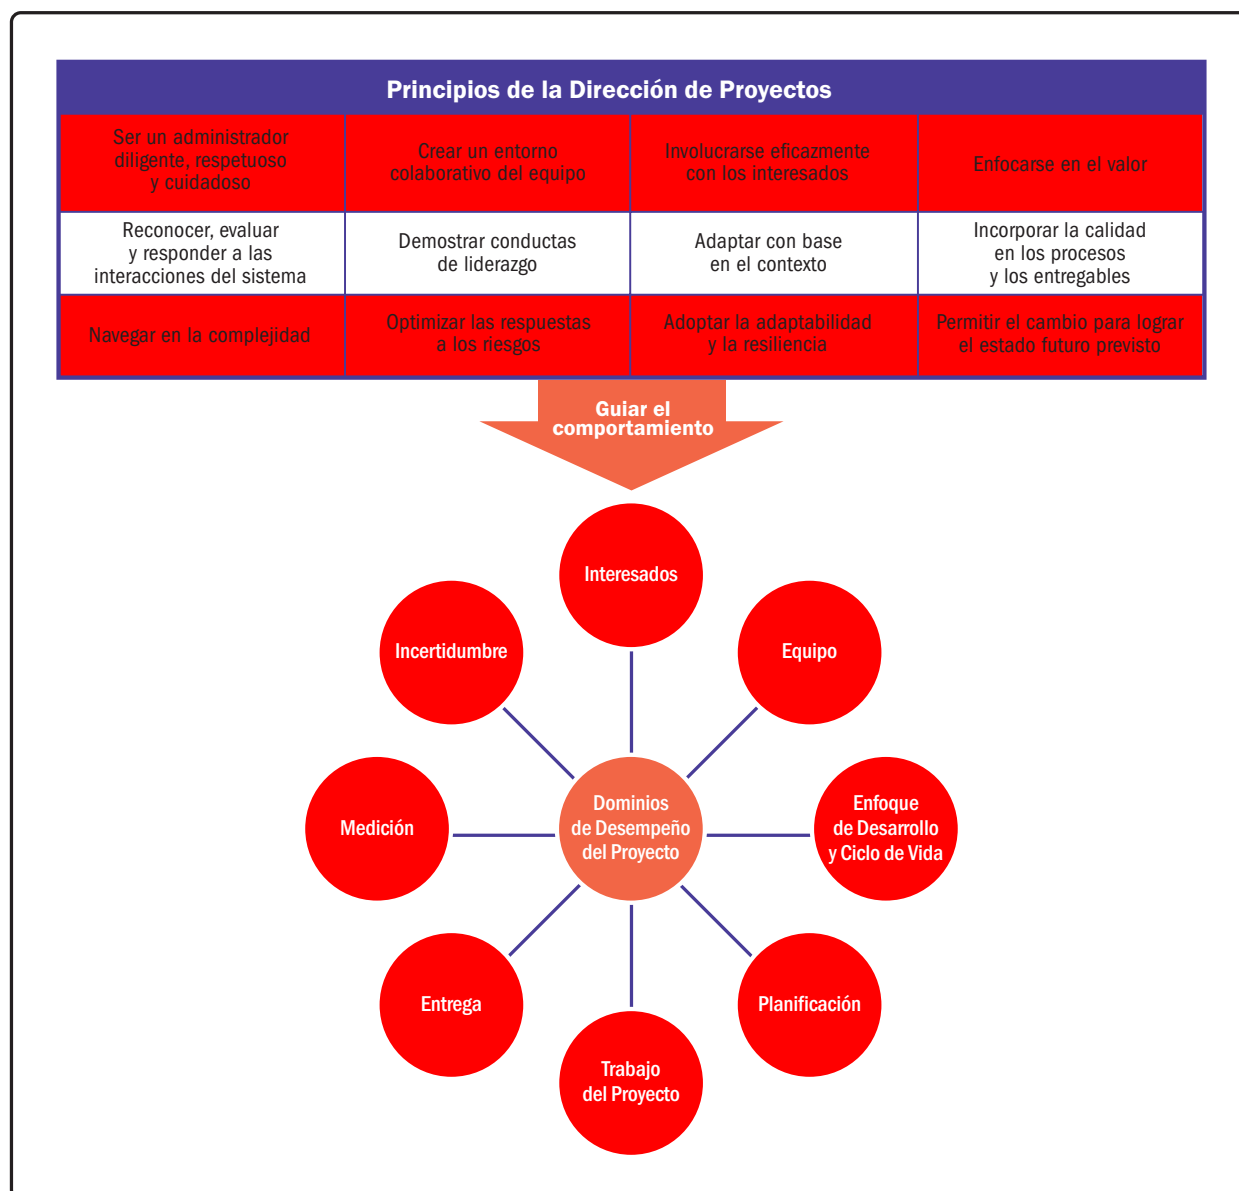 Principios de la Dirección de Proyectos
Ser un administrador
diligente, respetuoso
y cuidadoso
Crear un entorno
colaborativo del equipo
Involucrarse eficazmente
con los interesados
Enfocarse en el valor
Reconocer, evaluar
y responder a las
interacciones del sistema
Demostrar conductas
de liderazgo
Adaptar con base
en el contexto
Incorporar la calidad
en los procesos
y los entregables
Navegar en la complejidad
Optimizar las respuestas
a los riesgos
Adoptar la adaptabilidad
y la resiliencia
Permitir el cambio para lograr
el estado futuro previsto
Guiar el
comportamiento
Interesados
Incertidumbre
Equipo
Medición
Dominios
de Desempeño
del Proyecto
Enfoque
de Desarrollo
y Ciclo de Vida
Entrega
Planificación
Trabajo
del Proyecto